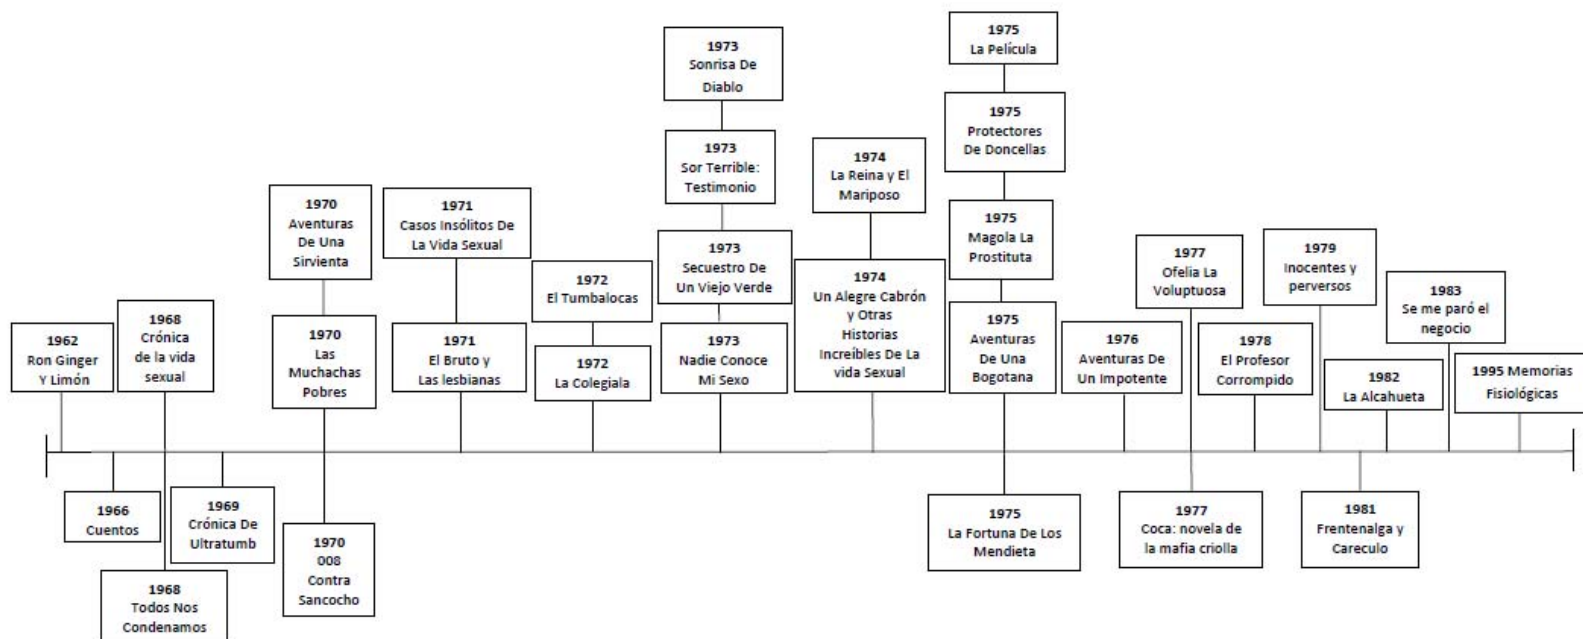 1962
Ron Ginger
Y Limón
1966
Cuentos
1968
Crónica
de la vida
sexual
1968
Todos Nos
Condenamos
1969
Crónica De
Ultratumb
1970
Aventuras
De Una
Sirvienta
1970
Las
Muchachas
Pobres
1970
008
Contra
Sancocho
1971
Casos Insólitos De
La Vida Sexual
1971
El Bruto y
Las lesbianas
1972
El Tumbalocas
1972
La Colegiala
1973
Sonrisa De
Diablo
1973
Sor Terrible:
Testimonio
1973
Secuestro De
Un Viejo Verde
1973
Nadie Conoce
Mi Sexo
1974
La Reina y El
Mariposo
1974
Un Alegre Cabrón
y Otras
Historias
Increíbles De La
vida Sexual
1975
La Película
1975
Protectores
De Doncellas
1975
Magola La
Prostituta
1975
Aventuras
De Una
Bogotana
1975
La Fortuna De Los
Mendieta
1976
Aventuras De
Un Impotente
1977
Ofelia La
Voluptuosa
1977
Coca: novela de
la mafia criolla
1978
El Profesor
Corrompido
1979
Inocentes y
perversos
1981
Frentenalga y
Careculo
1982
La Alcahueta
1983
Se me paró el
negocio
1995 Memorias
Fisiológicas